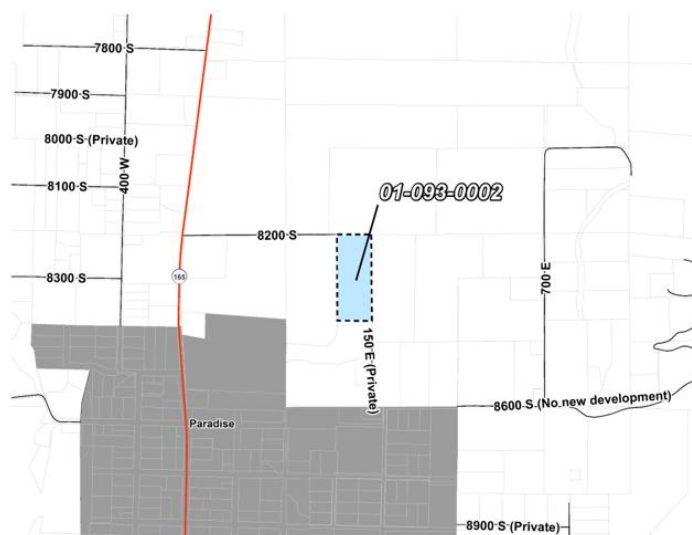 7800 S
7900 S
8000 S (Private)
400 W
8100 S
01-093-0002
8200 S
8300 S
165
700 E
150 E (Private)
8600 S (No new development)
Paradise
8900 S (Private)